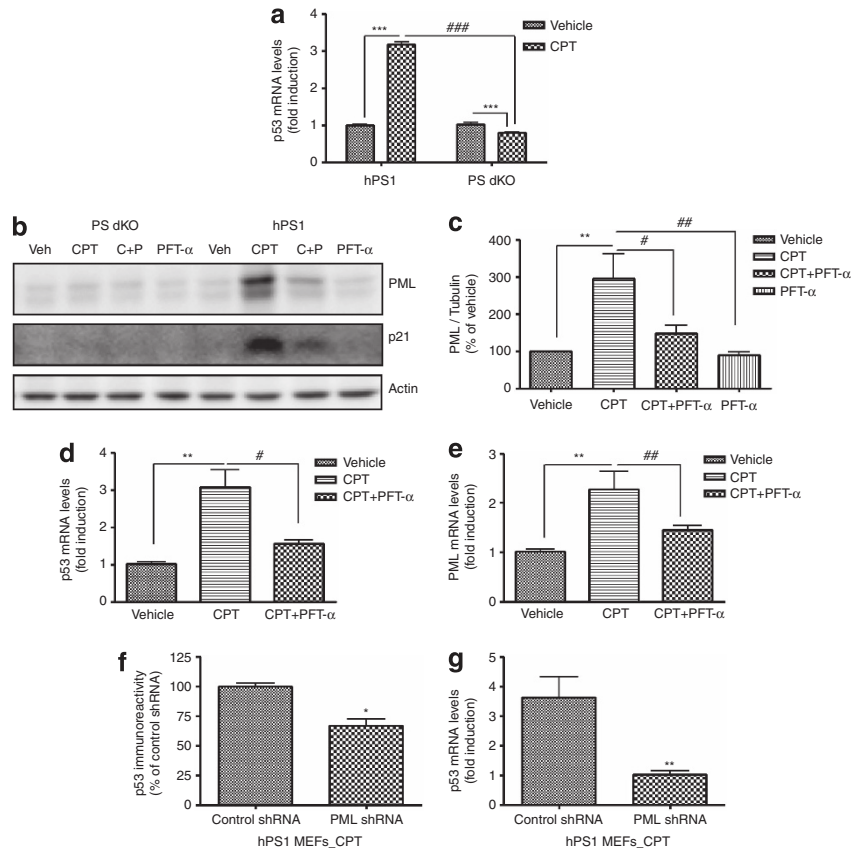 a
p53 mRNA levels
(fold induction)
4
3
2
1
0
***
###
***
hPS1
PS dKO
Vehicle
CPT
b
PS dKO
hPS1
Veh CPT C+P PFT-α Veh CPT C+P PFT-α
PML
p21
Actin
c
PML / Tubulin
(% of vehicle)
400
300
200
100
0
**
#
##
Vehicle
CPT
CPT+PFT-α
PFT-α
Vehicle
CPT
CPT+PFT-α
PFT-α
d
p53 mRNA levels
(fold induction)
4
3
2
1
0
**
#
Vehicle
CPT
CPT+PFT-α
Vehicle
CPT
CPT+PFT-α
e
PML mRNA levels
(fold induction)
3
2
1
0
**
##
Vehicle
CPT
CPT+PFT-α
Vehicle
CPT
CPT+PFT-α
f
p53 immunoreactivity
(% of control shRNA)
125
100
75
50
25
0
*
Control shRNA
PML shRNA
hPS1 MEFs_CPT
g
p53 mRNA levels
(fold induction)
5
4
3
2
1
0
**
Control shRNA
PML shRNA
hPS1 MEFs_CPT